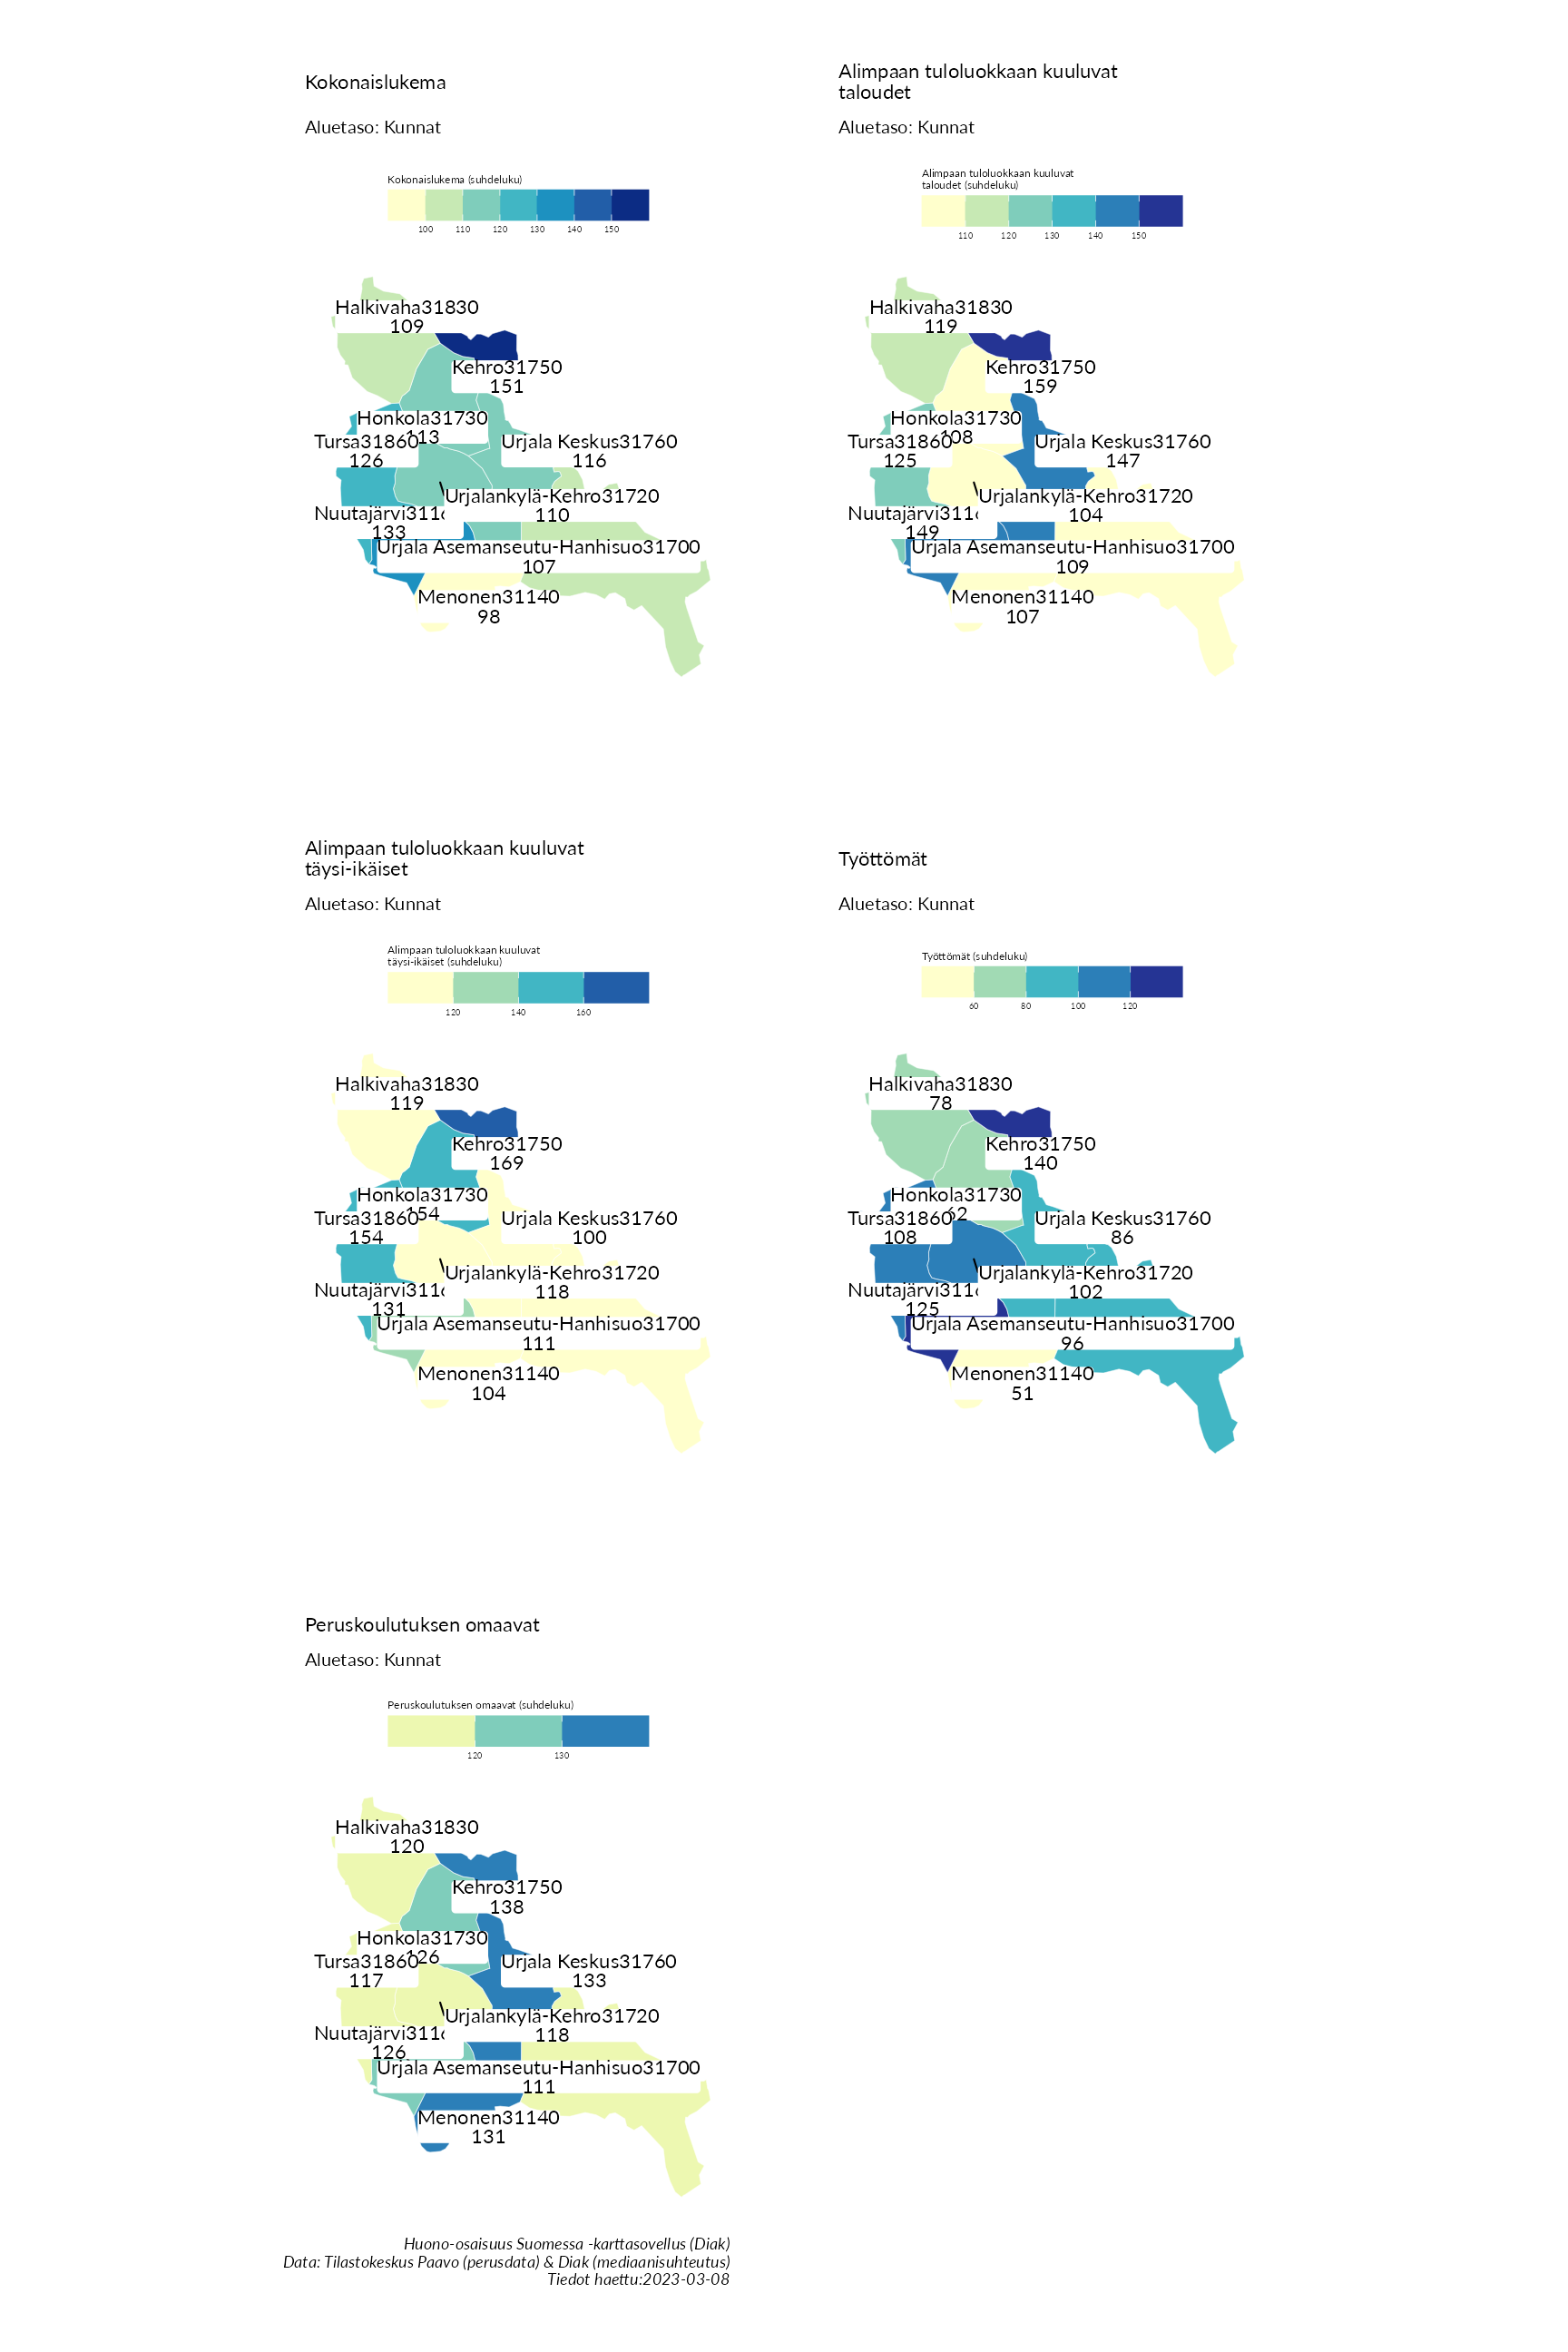 Kokonaislukema
Aluetaso: Kunnat
Kokonaislukema (suhdeluku)
100 110 120 130 140 150
Halkivaha31830
109
Kehro31750
151
Honkola31730
113
Tursa31860
126
Urjala Keskus31760
116
Urjalankylä-Kehro31720
110
Nuutajärvi3116
133
Urjala Asemanseutu-Hanhisuo31700
107
Menonen31140
98
Alimpaan tuloluokkaan kuuluvat
taloudet
Aluetaso: Kunnat
Alimpaan tuloluokkaan kuuluvat
taloudet (suhdeluku)
110 120 130 140 150
Halkivaha31830
119
Kehro31750
159
Honkola31730
108
Tursa31860
125
Urjala Keskus31760
147
Urjalankylä-Kehro31720
104
Nuutajärvi3116
149
Urjala Asemanseutu-Hanhisuo31700
109
Menonen31140
107
Alimpaan tuloluokkaan kuuluvat
täysi-ikäiset
Aluetaso: Kunnat
Alimpaan tuloluokkaan kuuluvat
täysi-ikäiset (suhdeluku)
120 140 160
Halkivaha31830
119
Kehro31750
169
Honkola31730
154
Tursa31860
154
Urjala Keskus31760
100
Urjalankylä-Kehro31720
118
Nuutajärvi3116
131
Urjala Asemanseutu-Hanhisuo31700
111
Menonen31140
104
Työttömät
Aluetaso: Kunnat
Työttömät (suhdeluku)
60 80 100 120
Halkivaha31830
78
Kehro31750
140
Honkola31730
62
Tursa31860
108
Urjala Keskus31760
86
Urjalankylä-Kehro31720
102
Nuutajärvi3116
125
Urjala Asemanseutu-Hanhisuo31700
96
Menonen31140
51
Peruskoulutuksen omaavat
Aluetaso: Kunnat
Peruskoulutuksen omaavat (suhdeluku)
120 130
Halkivaha31830
120
Kehro31750
138
Honkola31730
126
Tursa31860
117
Urjala Keskus31760
133
Urjalankylä-Kehro31720
118
Nuutajärvi3116
126
Urjala Asemanseutu-Hanhisuo31700
111
Menonen31140
131
Huono-osaisuus Suomessa -karttasovellus (Diak)
Data: Tilastokeskus Paavo (perusdata) & Diak (mediaanisuhteutus)
Tiedot haettu:2023-03-08